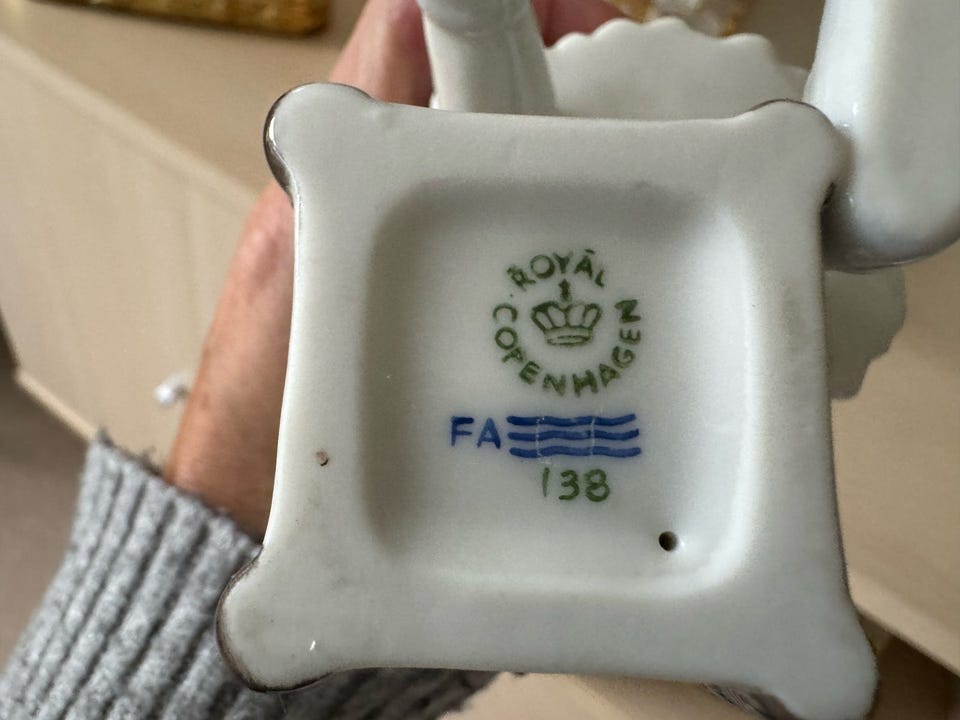 ROYAL
COPENHAGEN
FA
138